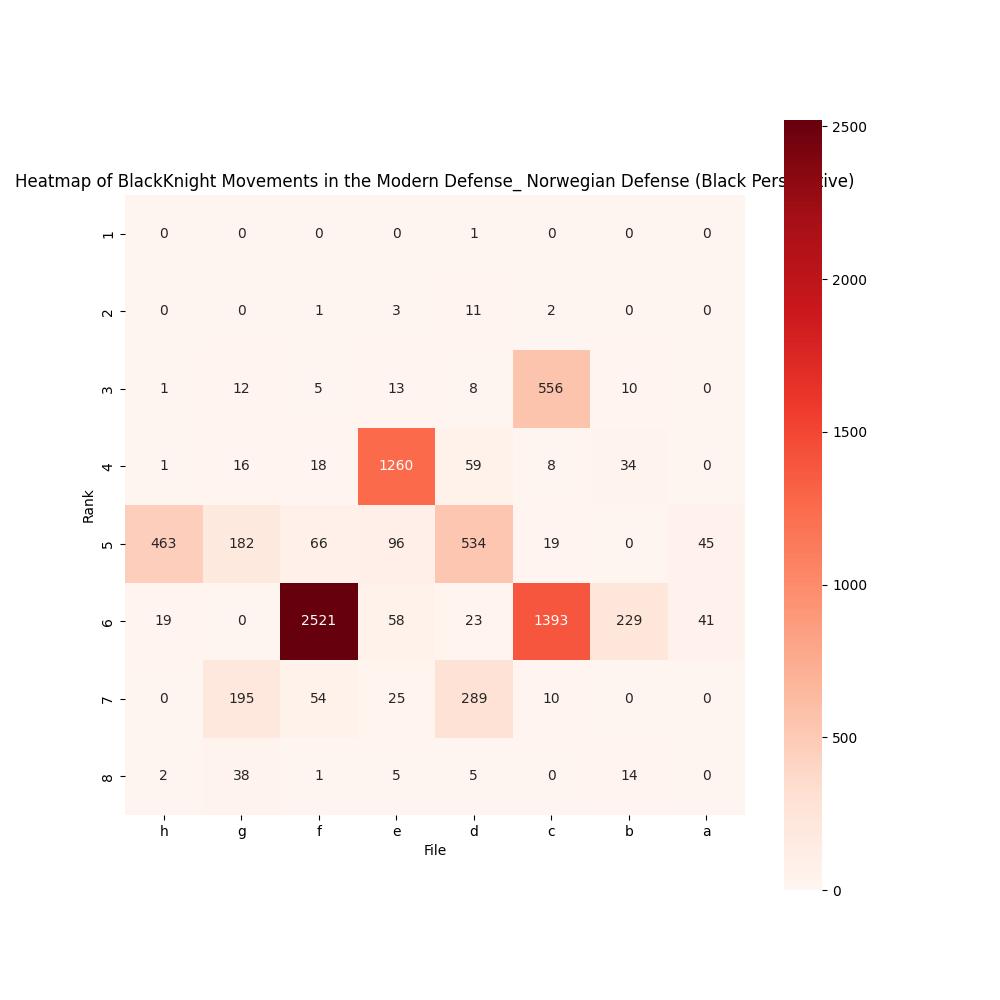 Heatmap of BlackKnight Movements in the Modern Defense_ Norwegian Defense (Black Pers ive)
1 0 0 0 0 1 0 0 0
2 0 0 1 3 11 2 0 0
3 1 12 5 13 8 556 10 0
4 1 16 18 1260 59 8 34 0
5 463 182 66 96 534 19 0 45
6 19 0 2521 58 23 1393 229 41
7 0 195 54 25 289 10 0 0
8 2 38 1 5 5 0 14 0
h g f e d c b a
File
Rank
2500
2000
1500
1000
500
0